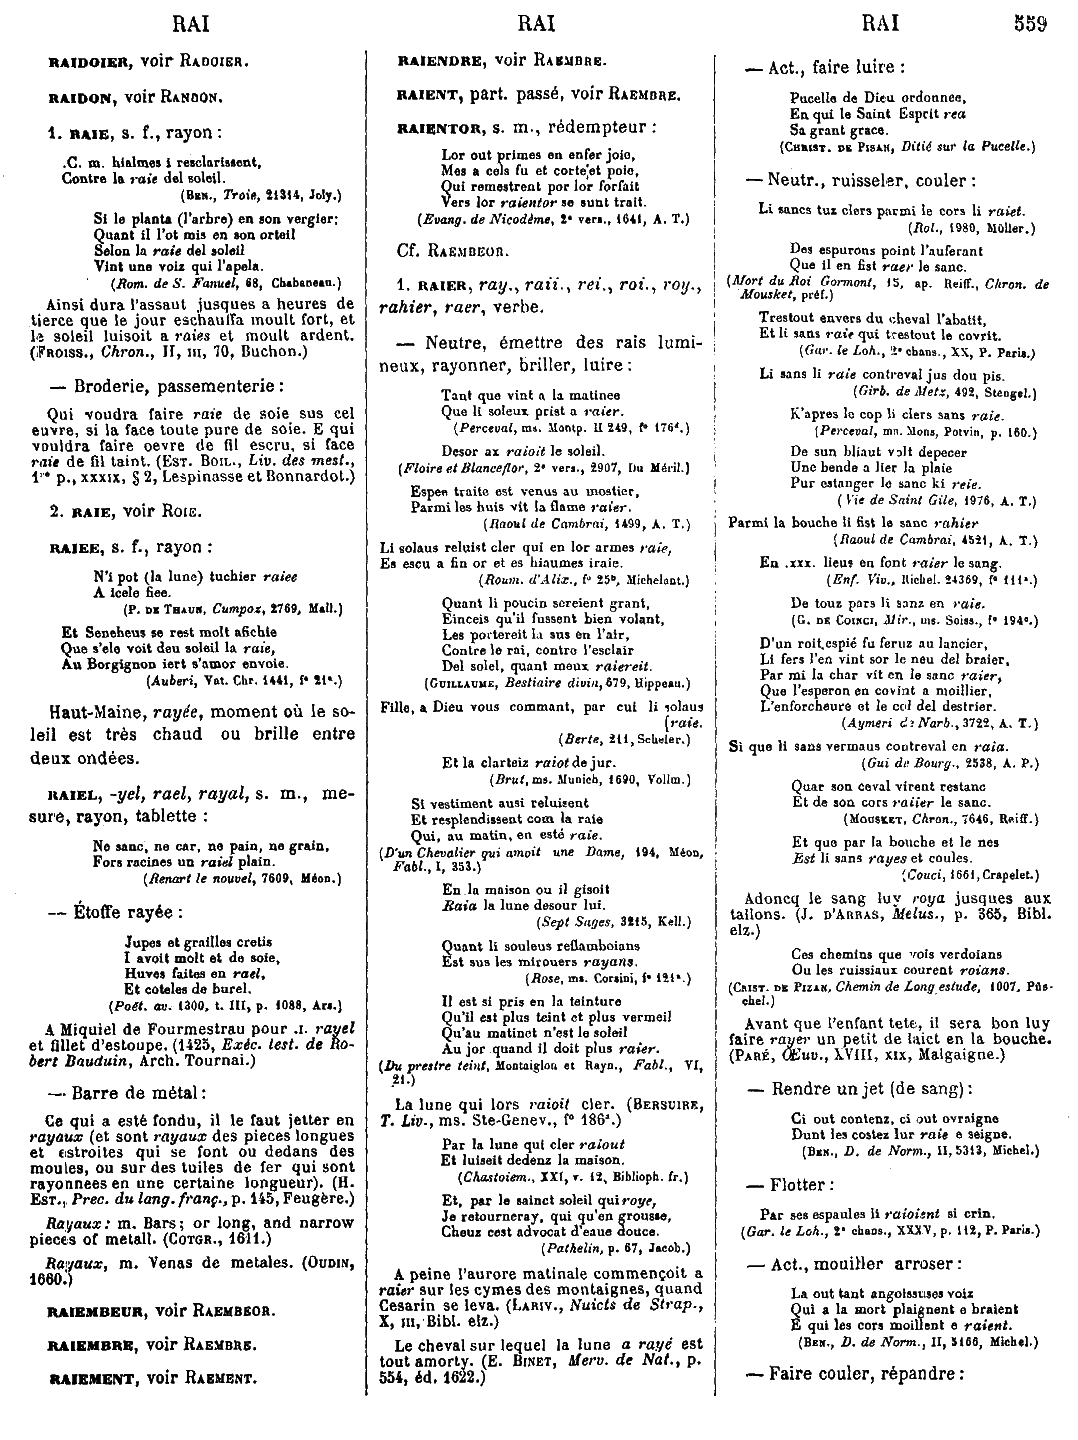 RAI
RAI
RAI 559
RAIDOIER, voir RADOIER.
RAIDON, voir RANDON.
1. RAIE, s. f., rayon :
.C. m. hialmes i resclarissent,
Contre la raie del soleil.
(BEN., Troie, 21314, Joly.)
Si le planta (l'arbre) en son vergier;
Quant il l'ot mis en son orteil
Selon la raie del soleil
Vint une voiz qui l'apela.
(Rom. de S. Fanuel, 68, Chabaneau.)
Ainsi dura l'assaut jusques a heures de
tierce que le jour eschauffa moult fort, et
le soleil luisoit a raies et moult ardent.
(FROISS., Chron., II, III, 70, Buchon.)
— Broderie, passementerie :
Qui voudra faire raie de soie sus cel
euvre, si la face toute pure de soie. E qui
vouldra faire oevre de fil escru, si face
raie de fil taint. (EST. BOIL., Liv. des mest.,
1re p., XXXIX, § 2, Lespinasse et Bonnardot.)
2. RAIE, voir ROIE.
RAIEE, s. f., rayon :
N'i pot (la lune) tuchier raiee
A icele fiee.
(P. DE THAUN, Cumpoz, 2769, Mall.)
Et Seneheus se rest molt afichie
Que s'ele voit deu soleil la raie,
Au Borgignon iert s'amor envoie.
(Auberi, Vat. Chr. 1441, f° 21a.)
Haut-Maine, rayée, moment où le so-
leil est très chaud ou brille entre
deux ondées.
RAIEL, -yel, rael, rayal, s. m., me-
sure, rayon, tablette :
Ne sanc, ne car, ne pain, ne grain,
Fors racines un raiel plain.
(Renart le nouvel, 7609, Méon.)
— Étoffe rayée :
Jupes et grailles cretis
I avoit molt et de soie,
Huves faites en rael,
Et coteles de burel.
(Poët. av. 1300, t. III, p. 1088, Ars.)
A Miquiel de Fourmestrau pour .I. rayel
et fillet d'estoupe. (1425, Exéc. test. de Ro-
bert Bauduin, Arch. Tournai.)
— Barre de métal :
Ce qui a esté fondu, il le faut jetter en
rayaux (et sont rayaux des pieces longues
et estroites qui se font ou dedans des
moules, ou sur des tuiles de fer qui sont
rayonnees en une certaine longueur). (H.
EST., Prec. du lang. franç., p. 145, Feugère.)
Rayaux : m. Bars; or long, and narrow
pieces of metall. (COTGR., 1611.)
Rayaux, m. Venas de metales. (OUDIN,
1660.)
RAIEMBEUR, voir RAEMBEOR.
RAIEMBRE, voir RAEMBRE.
RAIEMENT, voir RAEMENT.
RAIENDRE, voir RAEMBRE.
RAIENT, part. passé, voir RAEMBRE.
RAIENTOR, s. m., rédempteur :
Lor out primes en enfer joie,
Mes a cels fu et corte et poie,
Qui remestrent por lor forfait
Vers lor raientor se sunt trait.
(Evang. de Nicodème, 2e vers., 1641, A. T.)
Cf. RAEMBEOR.
1. RAIER, ray., raii., rei., roi., roy.,
rahier, raer, verbe.
— Neutre, émettre des rais lumi-
neux, rayonner, briller, luire :
Tant que vint a la matinee
Que li soleux prist a raier.
(Perceval, ms. Montp. H 249, f° 176d.)
Desor ax raioit le soleil.
(Floire et Blanceflor, 2e vers., 2907, Du Méril.)
Espen traite est venus au mostier,
Parmi les huis vit la flame raier.
(Raoul de Cambrai, 1499, A. T.)
Li solaus reluist cler qui en lor armes raie,
Es escu a fin or et es hiaumes iraie.
(Roum. d'Alix., f° 25b, Michelant.)
Quant li poucin sereient grant,
Einceis qu'il fussent bien volant,
Les portereit la sus en l'air,
Contre le rai, contre l'esclair
Del solel, quant meux raiereit.
(GUILLAUME, Bestiaire divin, 679, Hippeau.)
Fille, a Dieu vous commant, par cui li solaus
[raie.
(Berte, 211, Scheler.)
Et la clarteiz raiot de jur.
(Brut, ms. Munich, 1690, Vollm.)
Si vestiment ausi reluisent
Et resplendissent com la raie
Qui, au matin, en esté raie.
(D'un Chevalier qui amoit une Dame, 194, Méon,
Fabl., I, 353.)
En la maison ou il gisoit
Raia la lune desour lui.
(Sept Sages, 3215, Kell.)
Quant li souleus reflamboians
Est sus les mirouers rayans.
(Rose, ms. Corsini, f° 121a.)
Il est si pris en la teinture
Qu'il est plus teint et plus vermeil
Qu'au matinet n'est le soleil
Au jor quand il doit plus raier.
(Du prestre teint, Montaiglon et Rayn., Fabl., VI,
21.)
La lune qui lors raioit cler. (BERSUIRE,
T. Liv., ms. Ste-Genev., f° 186a.)
Par la lune qui cler raiout
Et luiseit dedenz la maison.
(Chastoiem., XXI, v. 12, Biblioph. fr.)
Et, par le sainct soleil qui roye,
Je retourneray, qui qu'en grousse,
Cheuz cest advocat d'eaue douce.
(Pathelin, p. 67, Jacob.)
A peine l'aurore matinale commençoit a
raier sur les cymes des montaignes, quand
Cesarin se leva. (LARIV., Nuicts de Strap.,
X, III, Bibl. elz.)
Le cheval sur lequel la lune a rayé est
tout amorty. (E. BINET, Merv. de Nat., p.
554, éd. 1622.)
— Act., faire luire :
Pucelle de Dieu ordonnee,
En qui le Saint Esprit rea
Sa grant grace.
(CHRIST. DE PISAN, Ditié sur la Pucelle.)
— Neutr., ruisseler, couler :
Li sancs tuz clers parmi le cors li raiet.
(Rol., 1980, Müller.)
Des espurons point l'auferant
Que il en fist raer le sanc.
(Mort du Roi Gormont, 15, ap. Reiff., Chron. de
Mousket, préf.)
Trestout envers du cheval l'abatit,
Et li sans raie qui trestout le covrit.
(Gar. le Loh., 2e chans., XX, P. Paris.)
Li sans li raie contreval jus dou pis.
(Girb. de Metz, 492, Stengel.)
K'apres le cop li clers sans raie.
(Perceval, ms. Mons, Potvin, p. 160.)
De sun bliaut volt depecer
Une bende a lier la plaie
Pur estanger le sanc ki reie.
(Vie de Saint Gile, 1976, A. T.)
Parmi la bouche li fist le sanc rahier
(Raoul de Cambrai, 4521, A. T.)
En .XXX. lieus en font raier le sang.
(Enf. Viv., Richel. 24369, f° 111a.)
De touz pars li sanz en raie.
(G. DE COINCI, Mir., ms. Soiss., f° 194c.)
D'un roit espié fu feruz au lancier,
Li fers l'en vint sor le neu del braier,
Par mi la char vit en le sanc raier,
Que l'esperon en covint a moillier,
L'enforcheure et le col del destrier.
(Aymeri de Narb., 3722, A. T.)
Si que li sans vermaus contreval en raia.
(Gui de Bourg., 2538, A. P.)
Quar son ceval virent restanc
Et de son cors raiier le sanc.
(MOUSKET, Chron., 7646, Reiff.)
Et que par la bouche et le nes
Est li sans rayes et coules.
(Couci, 1661, Crapelet.)
Adoncq le sang luy roya jusques aux
tallons. (J. D'ARRAS, Melus., p. 365, Bibl.
elz.)
Ces chemins que vois verdoians
Ou les ruissiaux courent roians.
(CRIST. DE PIZAN, Chemin de Long estude, 1007, Püs-
chel.)
Avant que l'enfant tete, il sera bon luy
faire rayer un petit de laict en la bouche.
(PARÉ, Œuv., XVIII, XIX, Malgaigne.)
— Rendre un jet (de sang) :
Ci out contenz, ci out ovraigne
Dunt les costez lur raie e seigne.
(BEN., D. de Norm., II, 5313, Michel.)
— Flotter :
Par ses espaules li raioient si crin.
(Gar. le Loh., 2e chans., XXXV, p. 112, P. Paris.)
— Act., mouiller arroser :
La out tant angoissuses voiz
Qui a la mort plaignent e braient
E qui les cors moillent e raient.
(BEN., D. de Norm., II, 5166, Michel.)
— Faire couler, répandre :